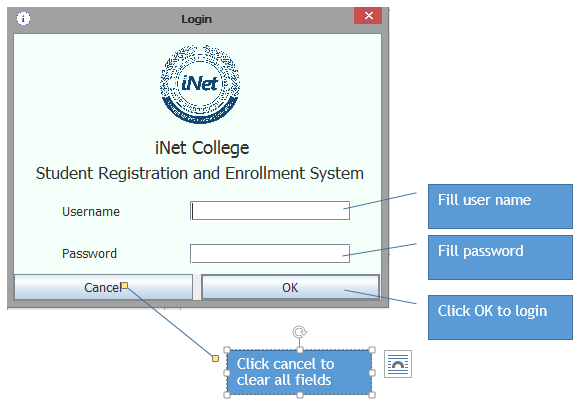 Login
iNet
iNet College
Student Registration and Enrollment System
Username
Fill user name
Password
Fill password
Cancel
OK
Click OK to login
Click cancel to
clear all fields